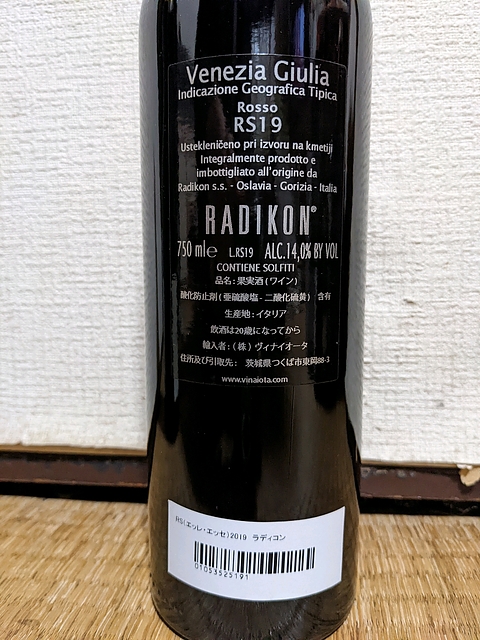 Venezia Giulia
Indicazione Geografica Tipica
Rosso
RS19
Ustekleničeno pri izvoru na kmetiji
Integralmente prodotto e
imbottigliato all'origine da
Radikon s.s. - Oslavia - Gorizia - Italia
RADIKON®
750 ml℮ L.RS19 ALC.14,0% BY VOL
CONTIENE SOLFITI
品名:果実酒(ワイン)
酸化防止剤(亜硫酸塩-二酸化硫黄) 含有
生産地:イタリア
飲酒は20歳になってから
輸入者:(株)ヴィナイオータ
住所及び引取先: 茨城県つくば市東岡88-3
www.vinaiota.com
RS(エッレ・エッセ)2019 ラディコン
01053525191